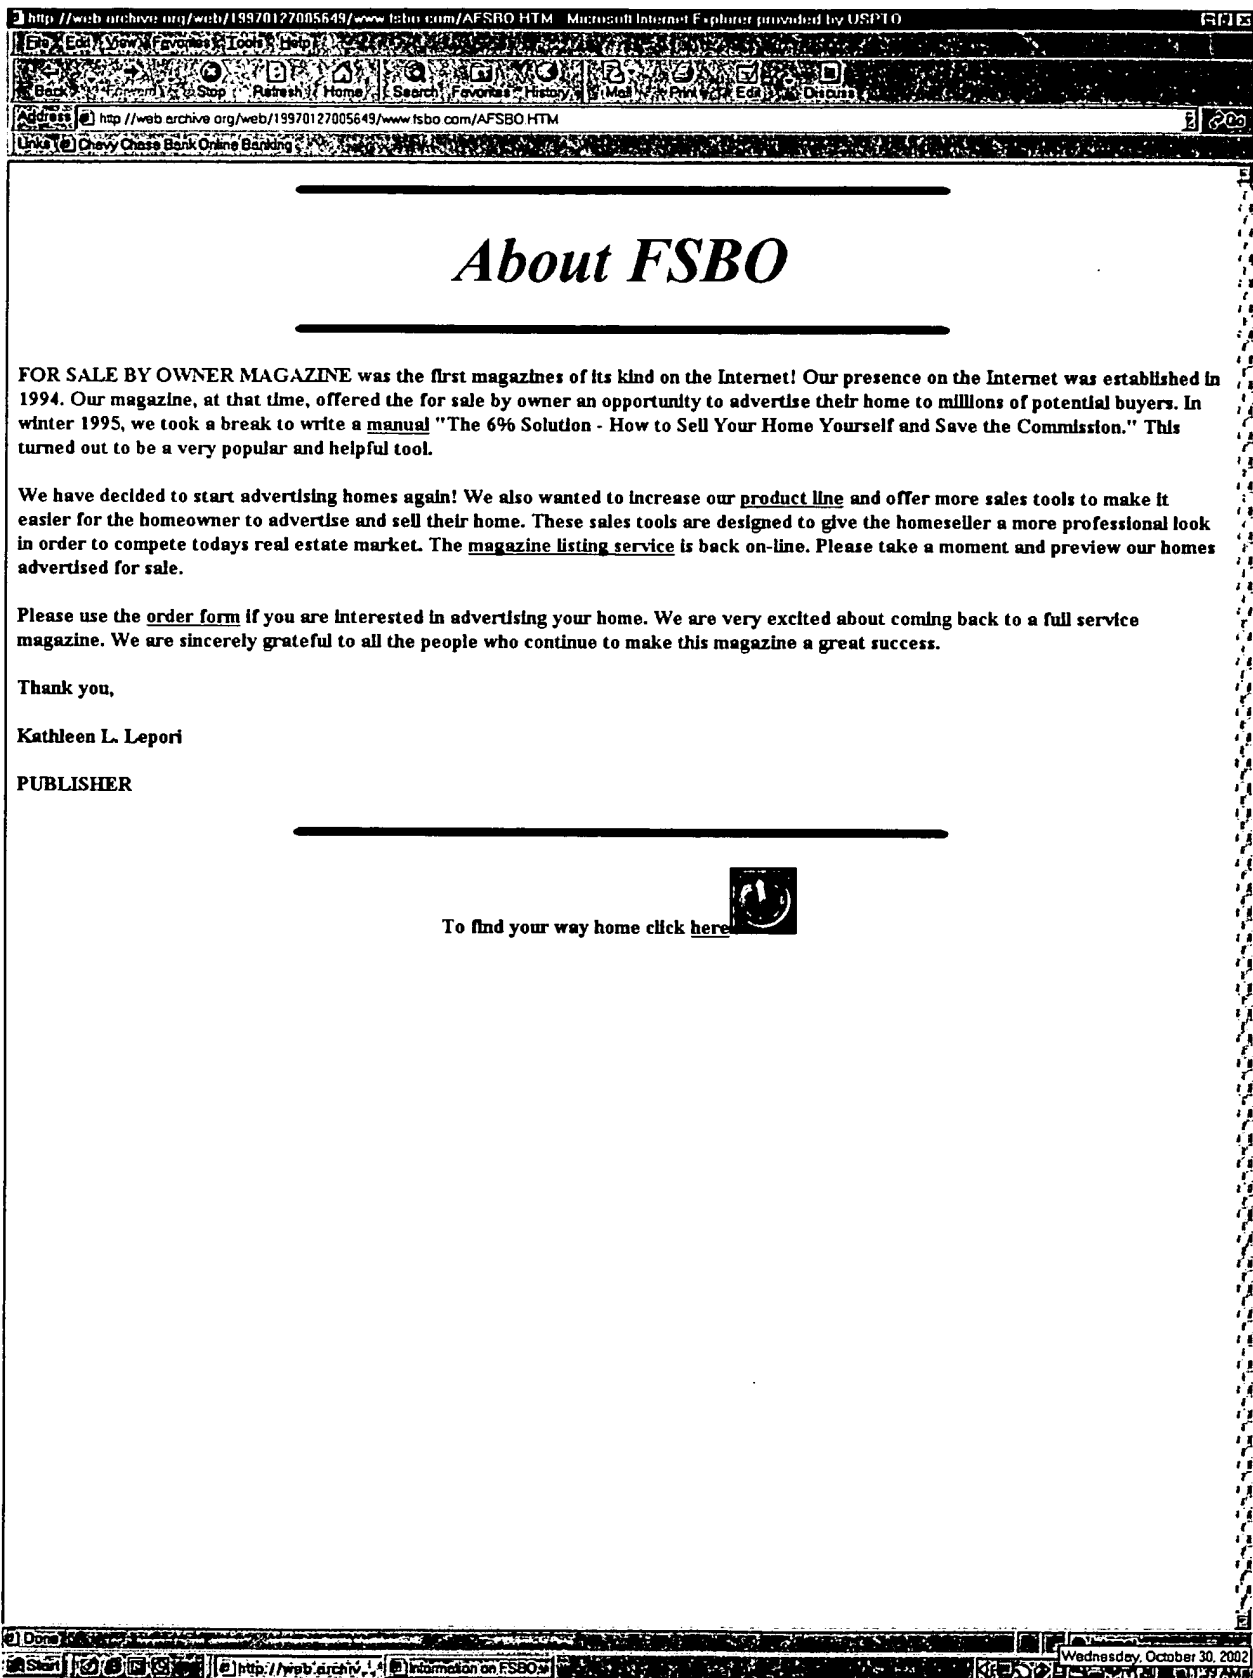 http //web archive org/web/19970127005649/www fsbo com/AFSBO HTM Microsoft Internet Explorer provided by USPTO
File Edit View Favorites Tools Help
Back Forward Stop Refresh Home Search Favorites History Mail Print Edit Discuss
Address http //web archive org/web/19970127005649/www fsbo com/AFSBO HTM Go
Links Chevy Chase Bank Online Banking
About FSBO
FOR SALE BY OWNER MAGAZINE was the first magazines of its kind on the Internet! Our presence on the Internet was established in
1994. Our magazine, at that time, offered the for sale by owner an opportunity to advertise their home to millions of potential buyers. In
winter 1995, we took a break to write a manual "The 6% Solution - How to Sell Your Home Yourself and Save the Commission." This
turned out to be a very popular and helpful tool.
We have decided to start advertising homes again! We also wanted to increase our product line and offer more sales tools to make it
easier for the homeowner to advertise and sell their home. These sales tools are designed to give the homeseller a more professional look
in order to compete todays real estate market. The magazine listing service is back on-line. Please take a moment and preview our homes
advertised for sale.
Please use the order form if you are interested in advertising your home. We are very excited about coming back to a full service
magazine. We are sincerely grateful to all the people who continue to make this magazine a great success.
Thank you,
Kathleen L. Lepori
PUBLISHER
To find your way home click here
Done
Start http://web.archiv... Information on FSBO
Wednesday, October 30, 2002